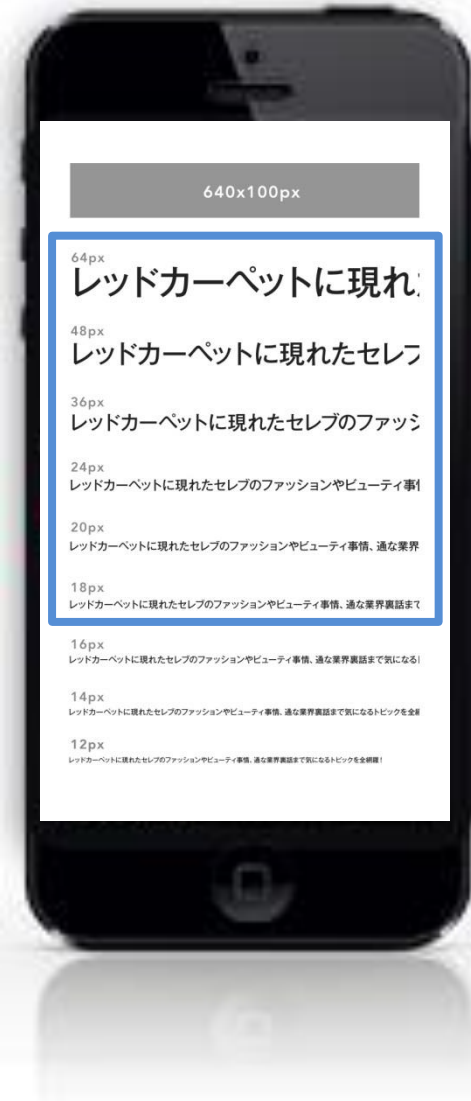 640x100px
64px
レッドカーペットに現れ
48px
レッドカーペットに現れたセレブ
36px
レッドカーペットに現れたセレブのファッシ
24px
レッドカーペットに現れたセレブのファッションやビューティ事情
20px
レッドカーペットに現れたセレブのファッションやビューティ事情、通な業界
18px
レッドカーペットに現れたセレブのファッションやビューティ事情、通な業界裏話まで
16px
レッドカーペットに現れたセレブのファッションやビューティ事情、通な業界裏話まで気になる
14px
レッドカーペットに現れたセレブのファッションやビューティ事情、通な業界裏話まで気になるトピックを全網
12px
レッドカーペットに現れたセレブのファッションやビューティ事情、通な業界裏話まで気になるトピックを全網羅！